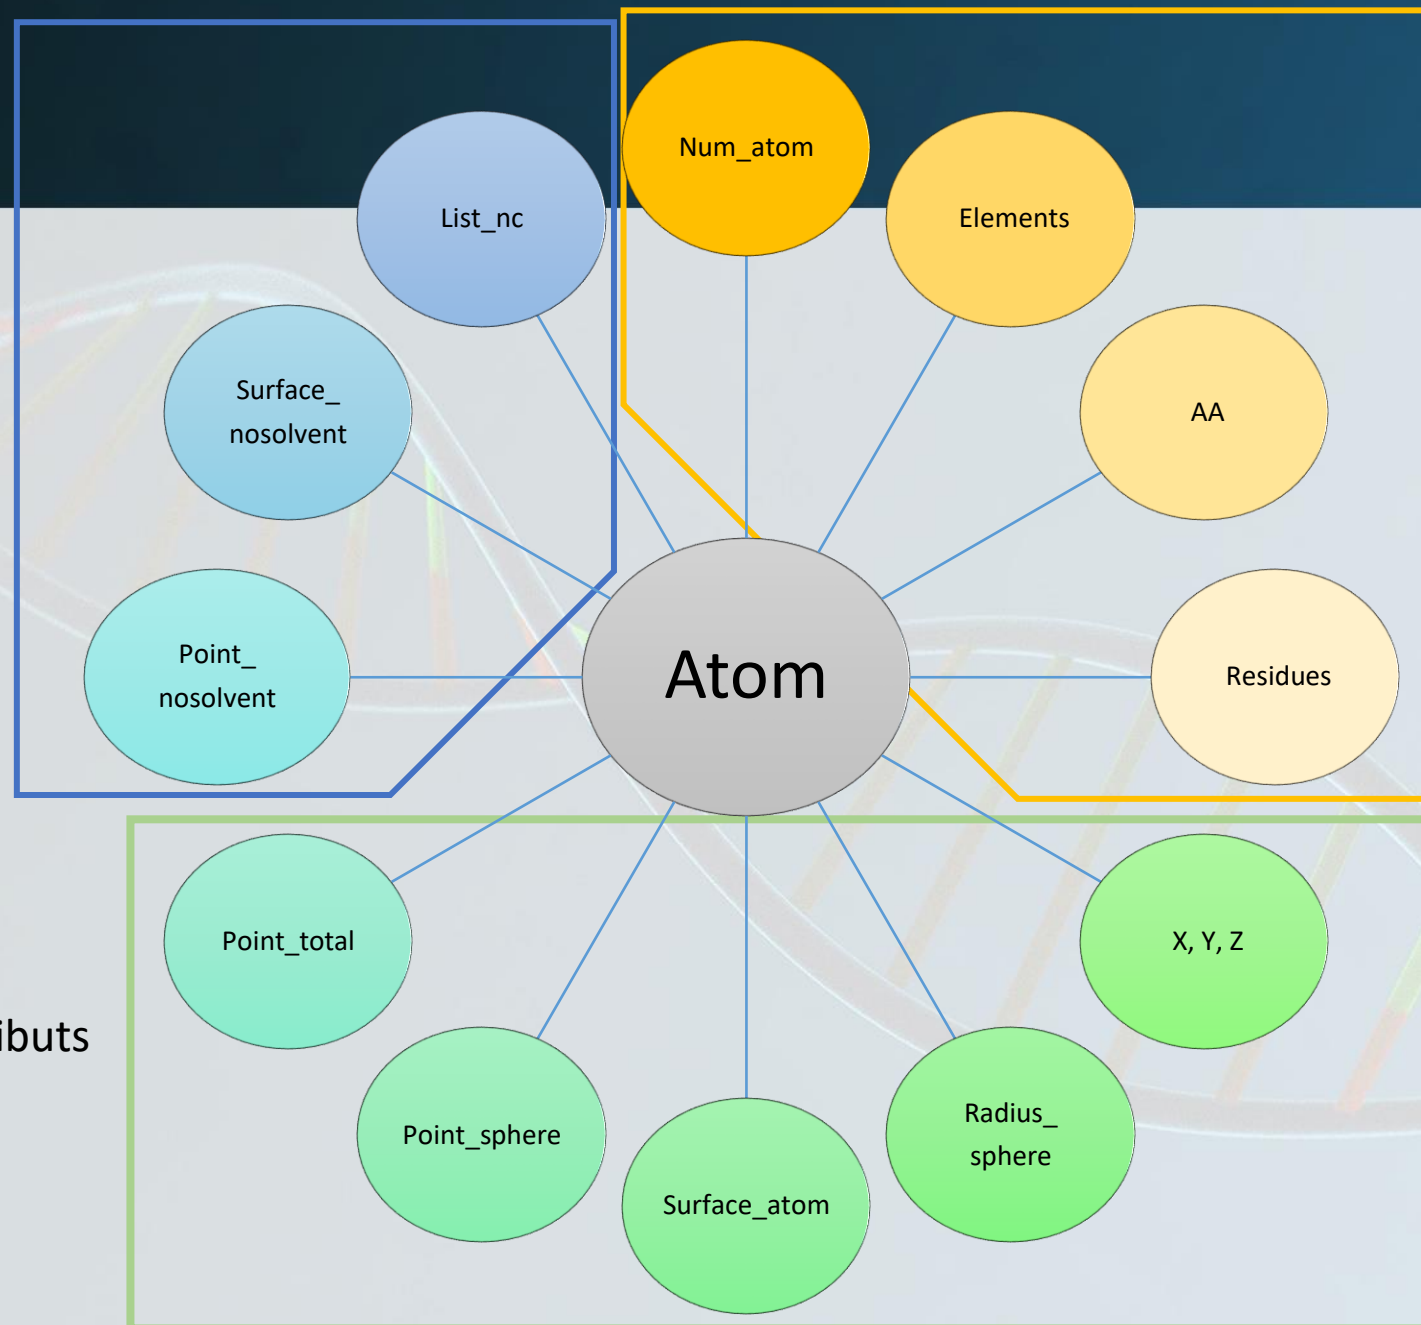 Num_atom
List_nc
Elements
Surface_
nosolvent
AA
Point_
nosolvent
Atom
Residues
Point_total
X, Y, Z
ibuts
Point_sphere
Radius_
sphere
Surface_atom